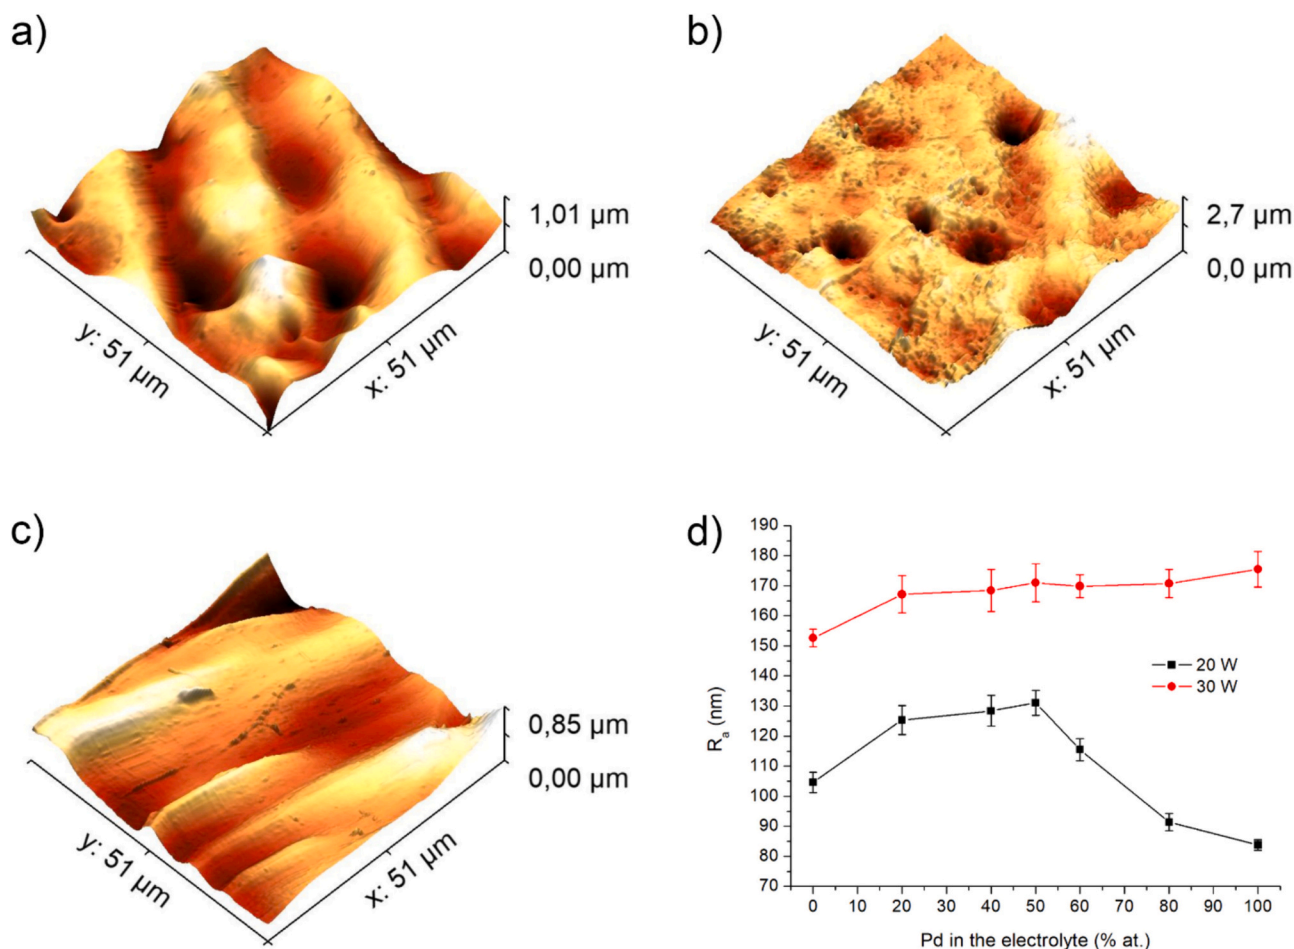 a)
1,01 µm
0,00 µm
y: 51 µm
x: 51 µm
b)
2,7 µm
0,0 µm
y: 51 µm
x: 51 µm
c)
0,85 µm
0,00 µm
y: 51 µm
x: 51 µm
d)
190
180
170
160
150
140
130
120
110
100
90
80
70
Ra (nm)
20 W
30 W
0 10 20 30 40 50 60 70 80 90 100
Pd in the electrolyte (% at.)